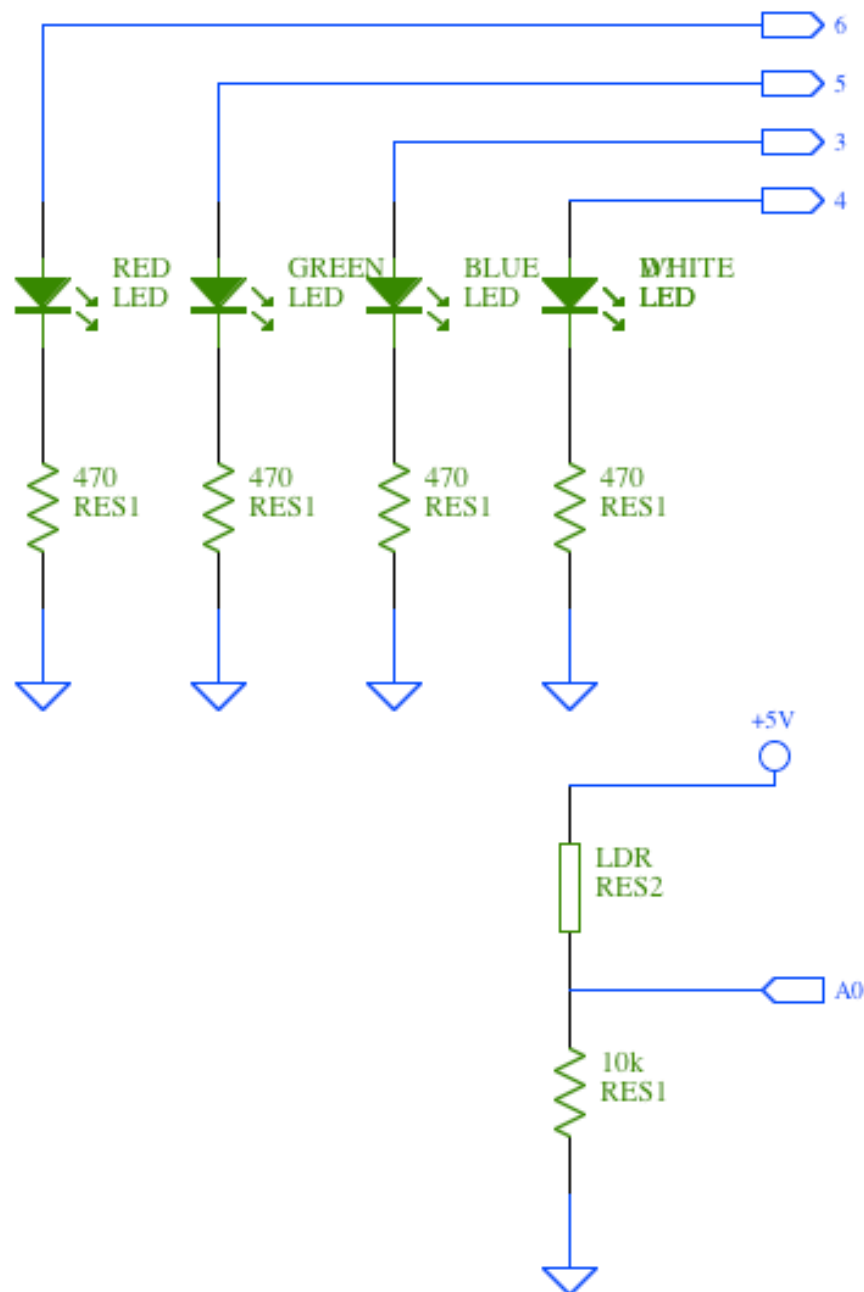 6
5
3
4
RED
LED
GREEN
LED
BLUE
LED
WHITE
LED
470
RES1
470
RES1
470
RES1
470
RES1
+5V
LDR
RES2
A0
10k
RES1